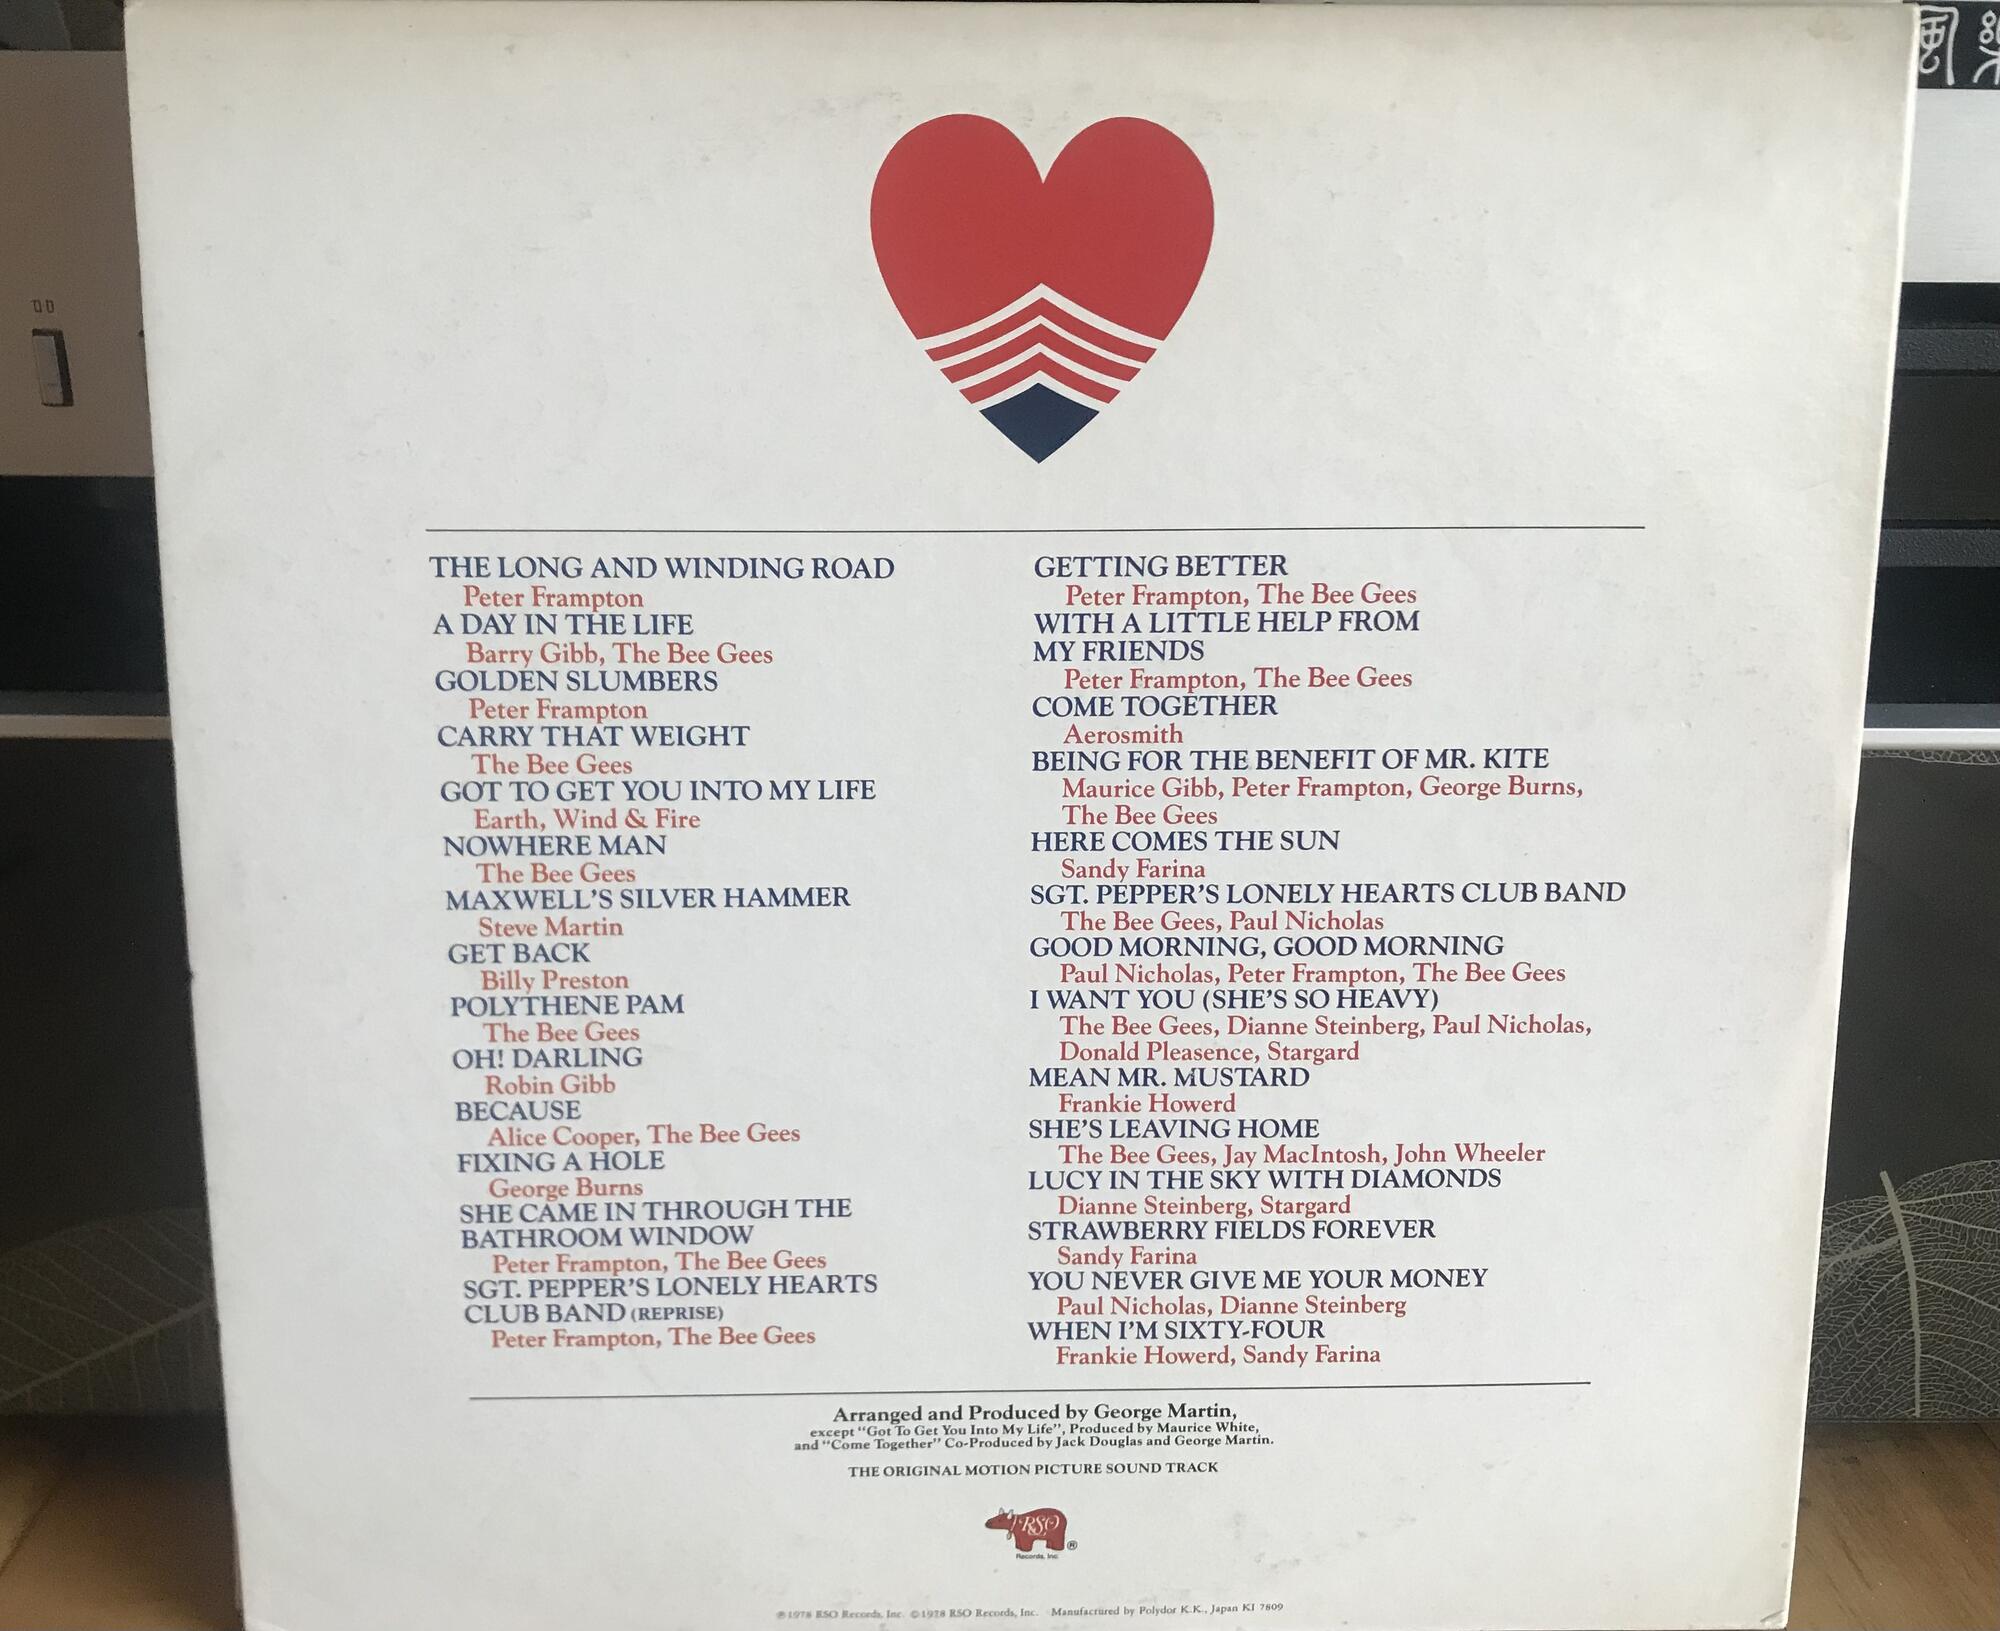 THE LONG AND WINDING ROAD
Peter Frampton
A DAY IN THE LIFE
Barry Gibb, The Bee Gees
GOLDEN SLUMBERS
Peter Frampton
CARRY THAT WEIGHT
The Bee Gees
GOT TO GET YOU INTO MY LIFE
Earth, Wind & Fire
NOWHERE MAN
The Bee Gees
MAXWELL'S SILVER HAMMER
Steve Martin
GET BACK
Billy Preston
POLYTHENE PAM
The Bee Gees
OH! DARLING
Robin Gibb
BECAUSE
Alice Cooper, The Bee Gees
FIXING A HOLE
George Burns
SHE CAME IN THROUGH THE
BATHROOM WINDOW
Peter Frampton, The Bee Gees
SGT. PEPPER'S LONELY HEARTS
CLUB BAND (REPRISE)
Peter Frampton, The Bee Gees
GETTING BETTER
Peter Frampton, The Bee Gees
WITH A LITTLE HELP FROM
MY FRIENDS
Peter Frampton, The Bee Gees
COME TOGETHER
Aerosmith
BEING FOR THE BENEFIT OF MR. KITE
Maurice Gibb, Peter Frampton, George Burns,
The Bee Gees
HERE COMES THE SUN
Sandy Farina
SGT. PEPPER'S LONELY HEARTS CLUB BAND
The Bee Gees, Paul Nicholas
GOOD MORNING, GOOD MORNING
Paul Nicholas, Peter Frampton, The Bee Gees
I WANT YOU (SHE'S SO HEAVY)
The Bee Gees, Dianne Steinberg, Paul Nicholas,
Donald Pleasence, Stargard
MEAN MR. MUSTARD
Frankie Howerd
SHE'S LEAVING HOME
The Bee Gees, Jay MacIntosh, John Wheeler
LUCY IN THE SKY WITH DIAMONDS
Dianne Steinberg, Stargard
STRAWBERRY FIELDS FOREVER
Sandy Farina
YOU NEVER GIVE ME YOUR MONEY
Paul Nicholas, Dianne Steinberg
WHEN I'M SIXTY-FOUR
Frankie Howerd, Sandy Farina
Arranged and Produced by George Martin,
except "Got To Get You Into My Life", Produced by Maurice White,
and "Come Together" Co-Produced by Jack Douglas and George Martin.
THE ORIGINAL MOTION PICTURE SOUND TRACK
RSO
Records, Inc. ®
℗ 1978 RSO Records, Inc. © 1978 RSO Records, Inc. Manufactured by Polydor K.K., Japan KI 7809